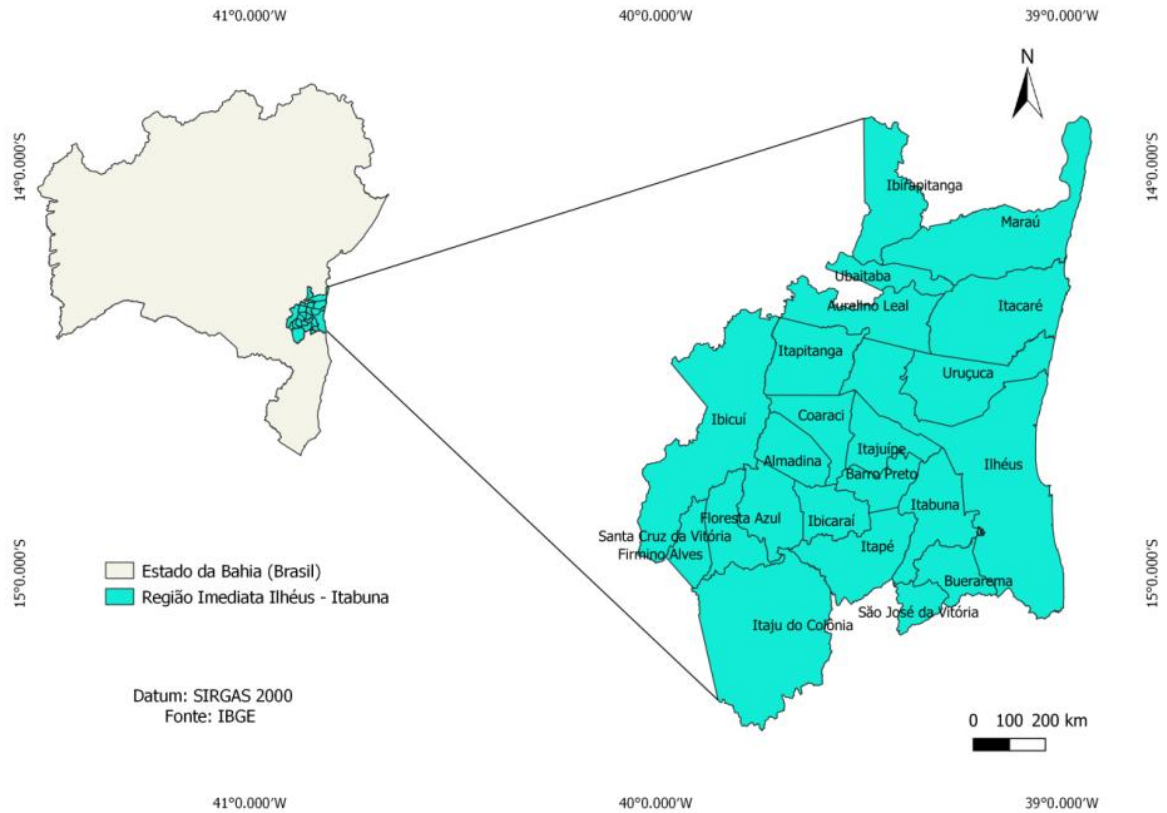 41°0.000'W
40°0.000'W
39°0.000'W
N
14°0.000'S
14°0.000'S
Ibirapitanga
Maraú
Ubaitaba
Aurelino Leal
Itacaré
Itapitanga
Uruçuca
Ibicuí
Coaraci
Itajuípe
Almadina
Ilhéus
Barro Preto
Itabuna
Floresta Azul
Ibicaraí
Santa Cruz da Vitória
Itapé
Firmino Alves
Buerarema
São José da Vitória
Itaju do Colônia
15°0.000'S
15°0.000'S
Estado da Bahia (Brasil)
Região Imediata Ilhéus - Itabuna
Datum: SIRGAS 2000
Fonte: IBGE
0 100 200 km
41°0.000'W
40°0.000'W
39°0.000'W